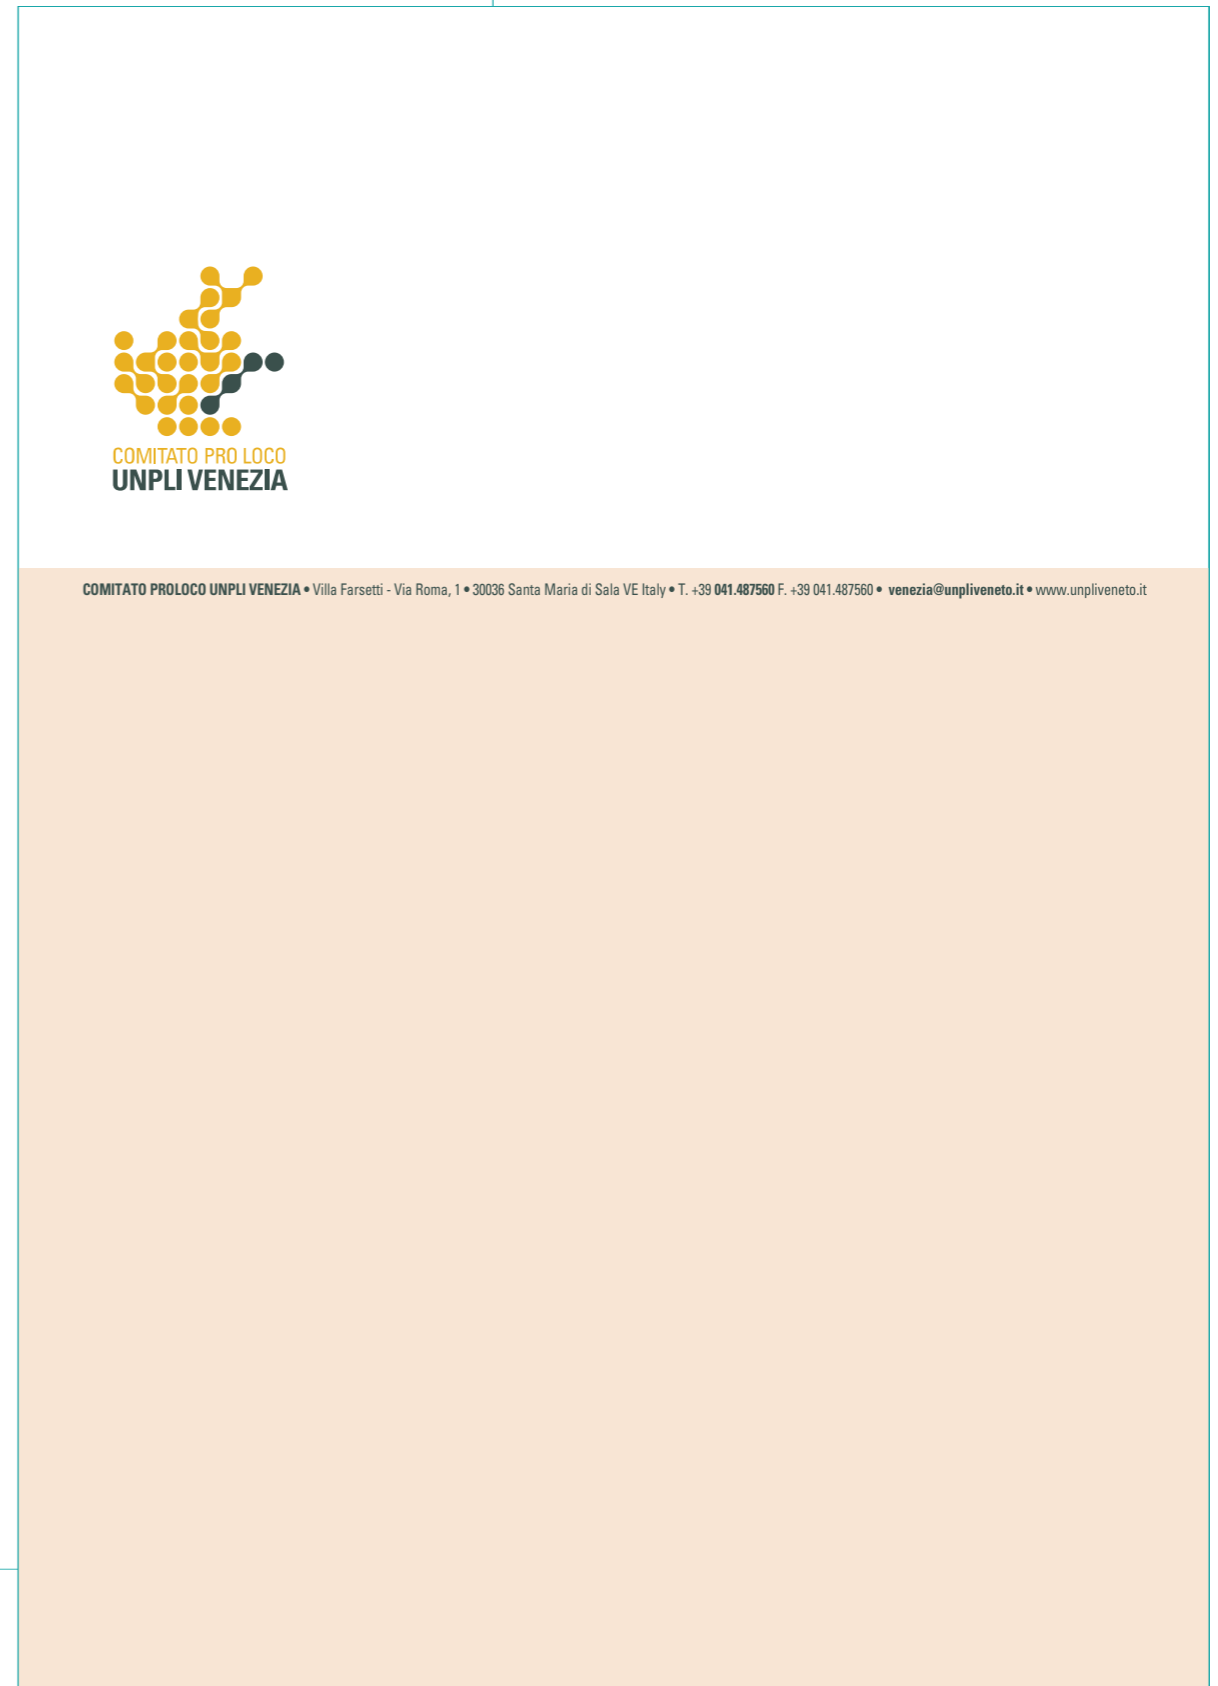 COMITATO PRO LOCO
UNPLI VENEZIA
COMITATO PROLOCO UNPLI VENEZIA • Villa Farsetti - Via Roma, 1 • 30036 Santa Maria di Sala VE Italy • T. +39 041.487560 F. +39 041.487560 • venezia@unpliveneto.it • www.unpliveneto.it